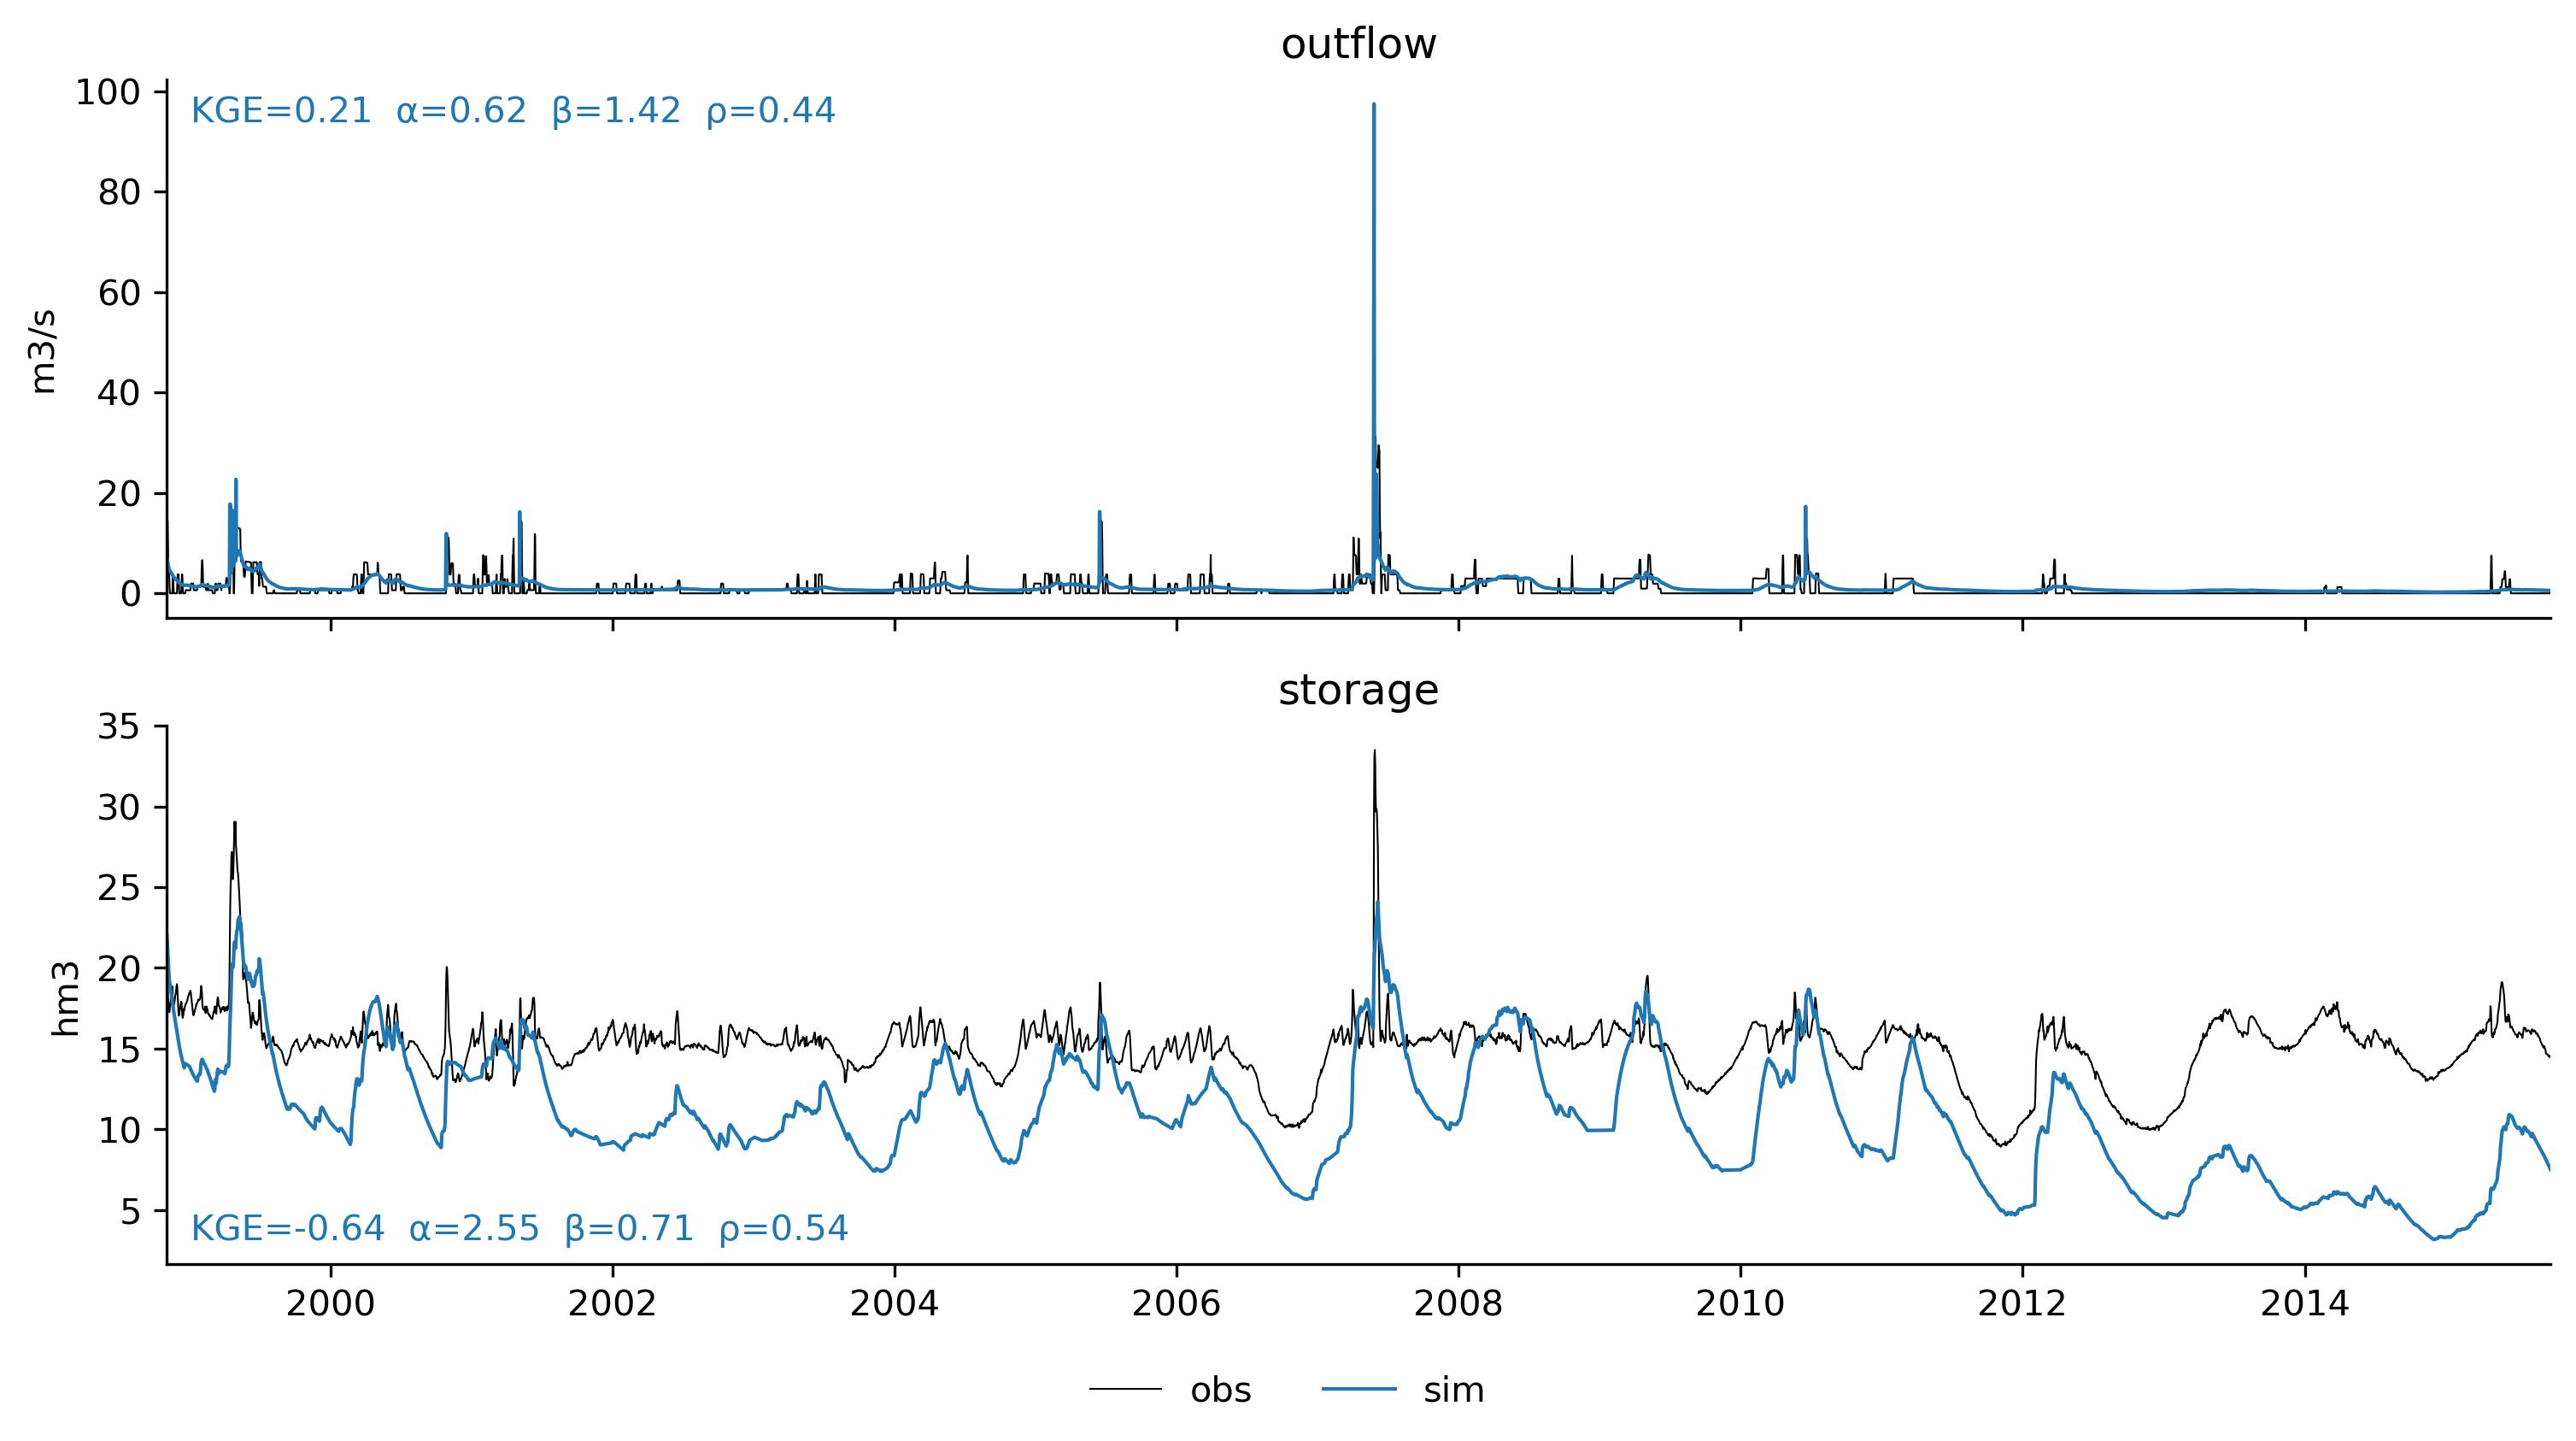 outflow
100
80
60
40
20
0
m3/s
KGE=0.21 α=0.62 β=1.42 ρ=0.44
storage
35
30
25
20
15
10
5
hm3
KGE=-0.64 α=2.55 β=0.71 ρ=0.54
2000 2002 2004 2006 2008 2010 2012 2014
obs sim